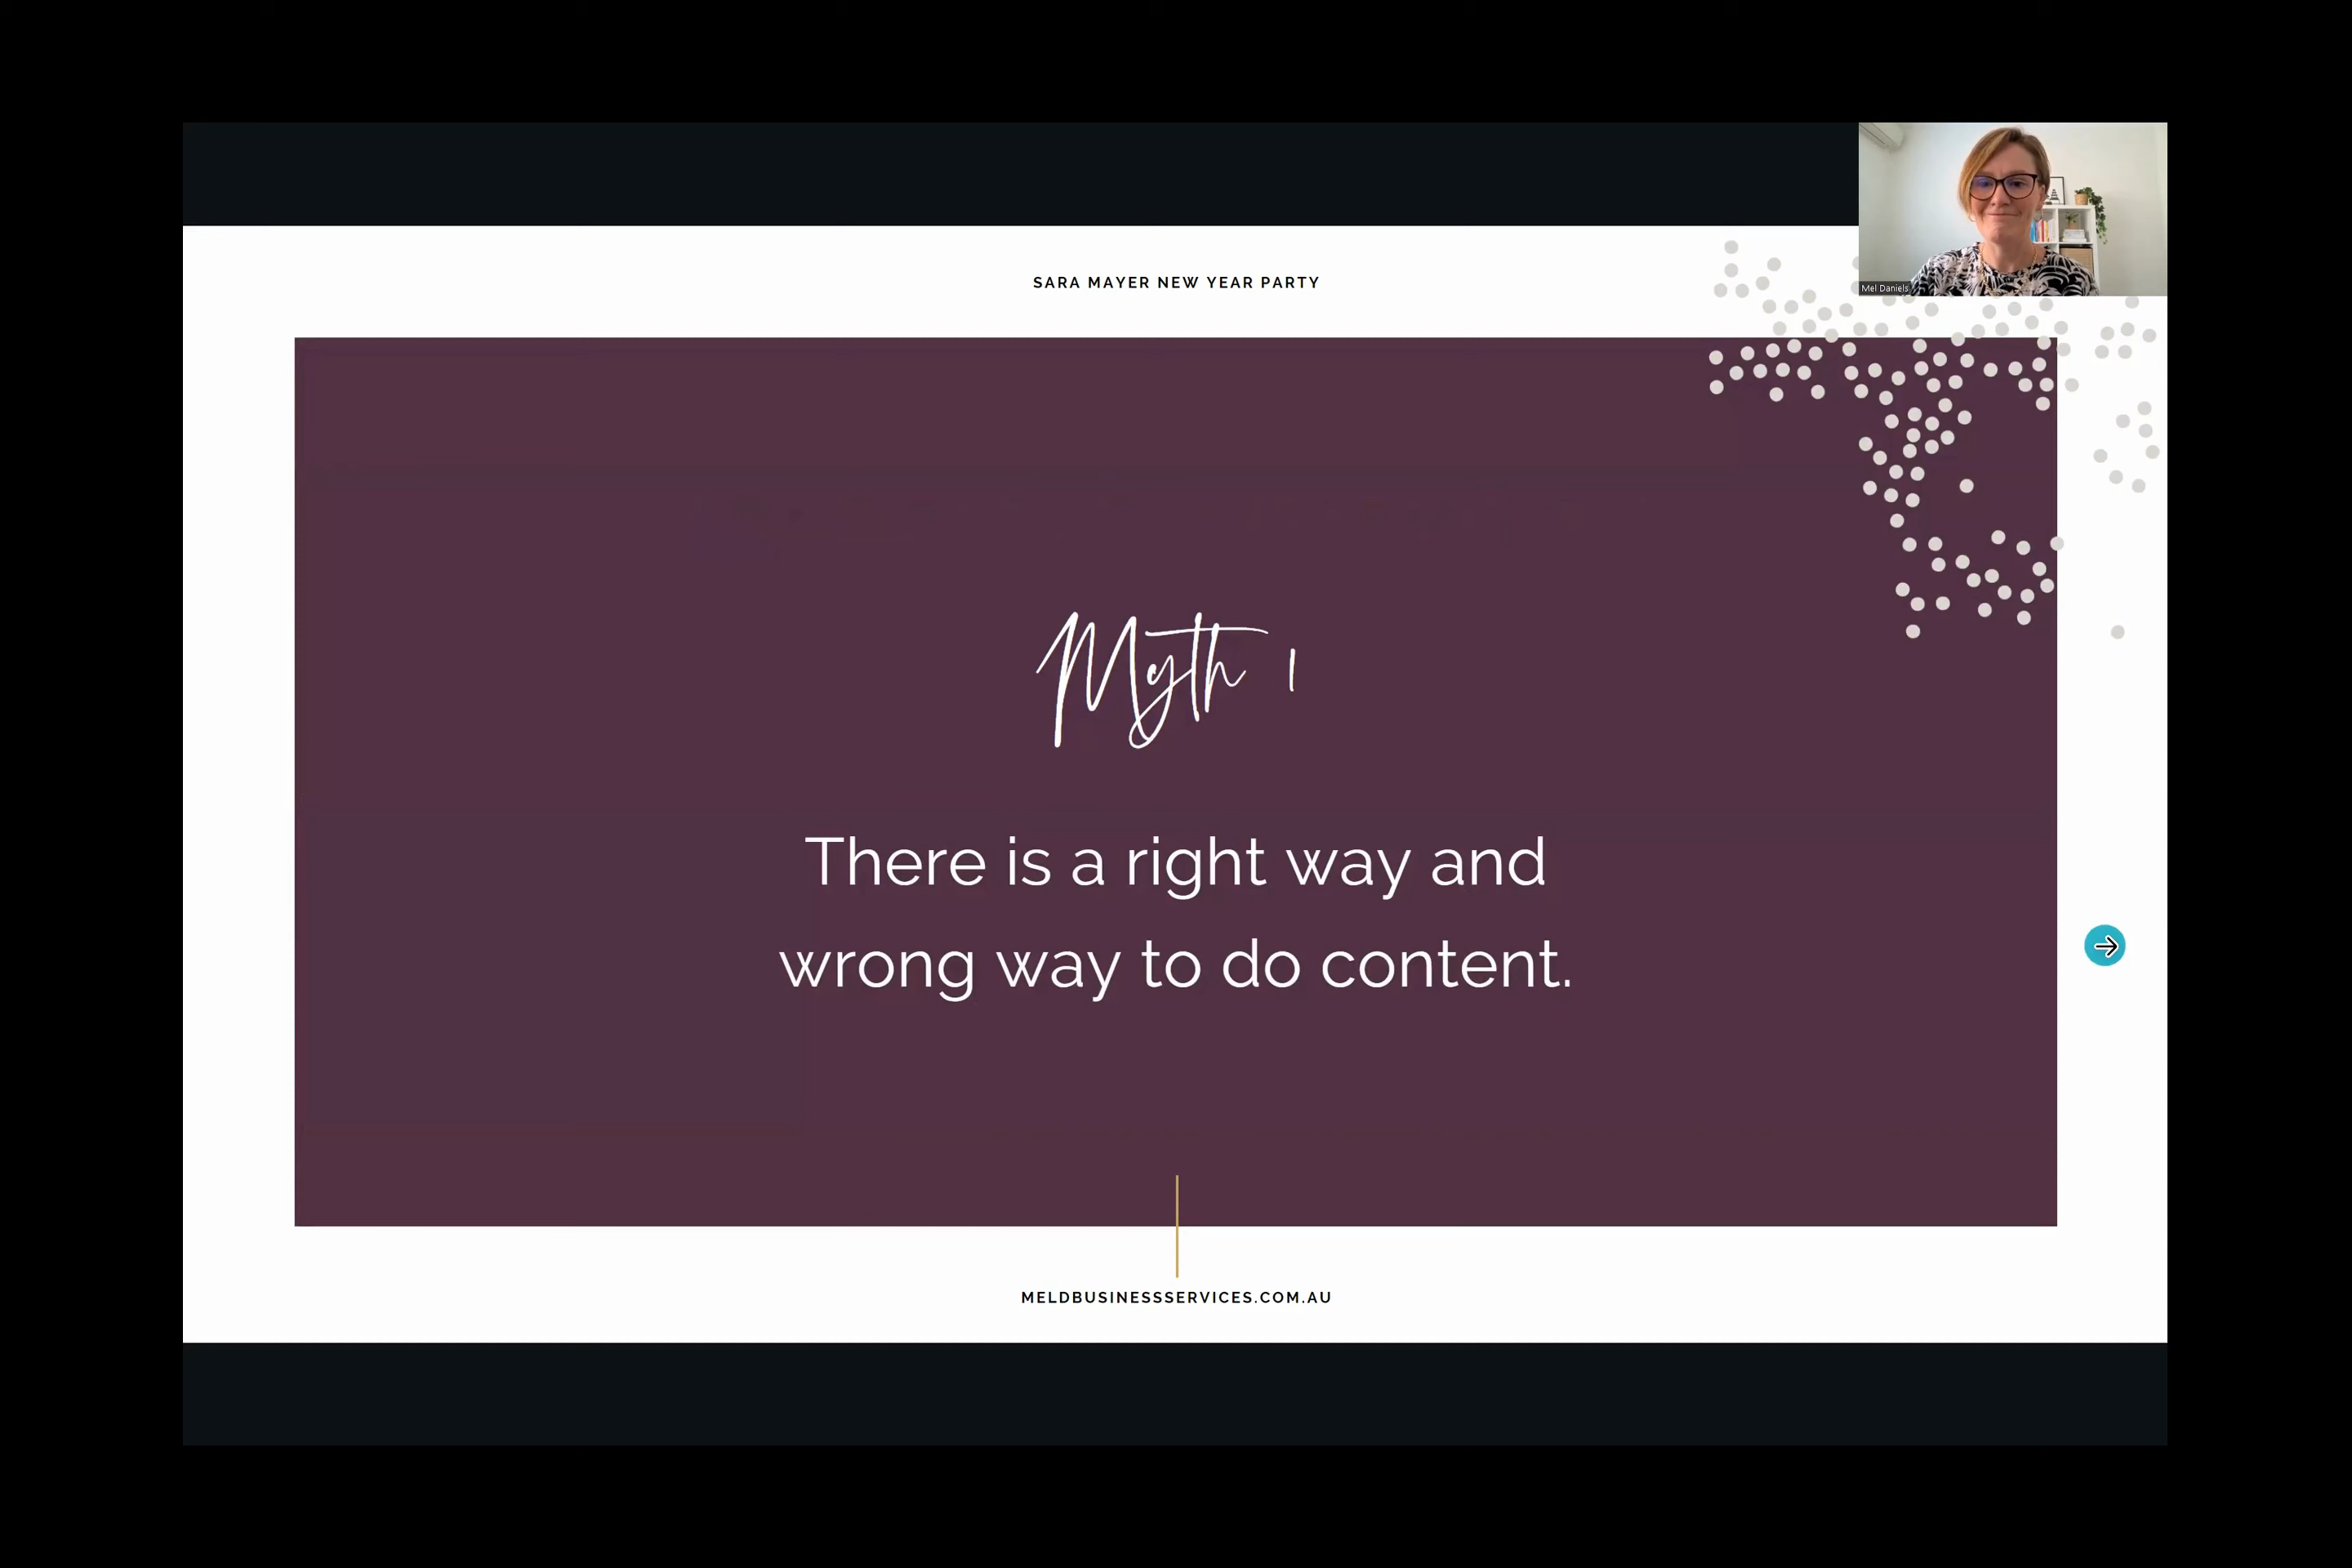 Mel Daniels
SARA MAYER NEW YEAR PARTY
Myth 1
There is a right way and
wrong way to do content.
MELDBUSINESSSERVICES.COM.AU